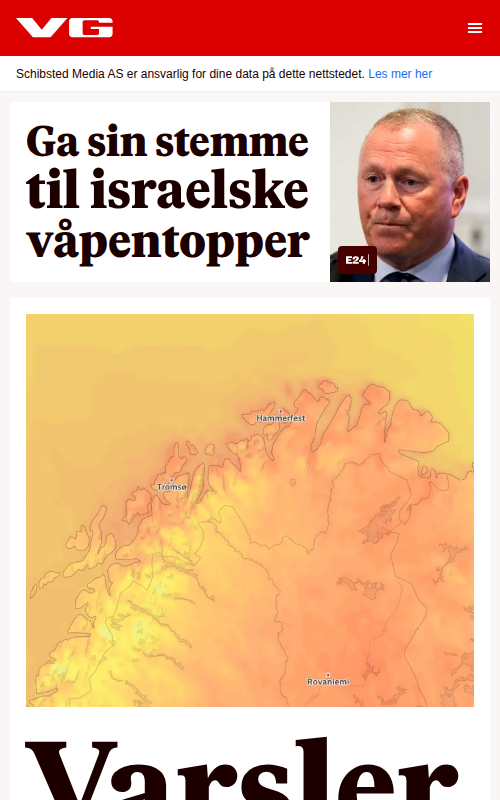 VG
Schibsted Media AS er ansvarlig for dine data på dette nettstedet. Les mer her
Ga sin stemme
til israelske
våpentopper
E24
Hammerfest
Tromsø
Rovaniemi
Varsler